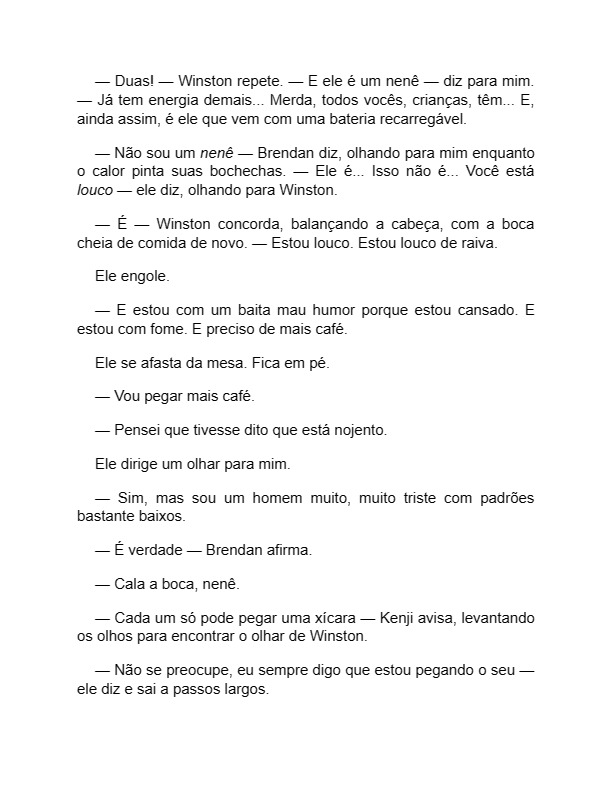 — Duas! — Winston repete. — E ele é um nenê — diz para mim.
— Já tem energia demais... Merda, todos vocês, crianças, têm... E,
ainda assim, é ele que vem com uma bateria recarregável.
— Não sou um nenê — Brendan diz, olhando para mim enquanto
o calor pinta suas bochechas. — Ele é... Isso não é... Você está
louco — ele diz, olhando para Winston.
— É — Winston concorda, balançando a cabeça, com a boca
cheia de comida de novo. — Estou louco. Estou louco de raiva.
Ele engole.
— E estou com um baita mau humor porque estou cansado. E
estou com fome. E preciso de mais café.
Ele se afasta da mesa. Fica em pé.
— Vou pegar mais café.
— Pensei que tivesse dito que está nojento.
Ele dirige um olhar para mim.
— Sim, mas sou um homem muito, muito triste com padrões
bastante baixos.
— É verdade — Brendan afirma.
— Cala a boca, nenê.
— Cada um só pode pegar uma xícara — Kenji avisa, levantando
os olhos para encontrar o olhar de Winston.
— Não se preocupe, eu sempre digo que estou pegando o seu —
ele diz e sai a passos largos.